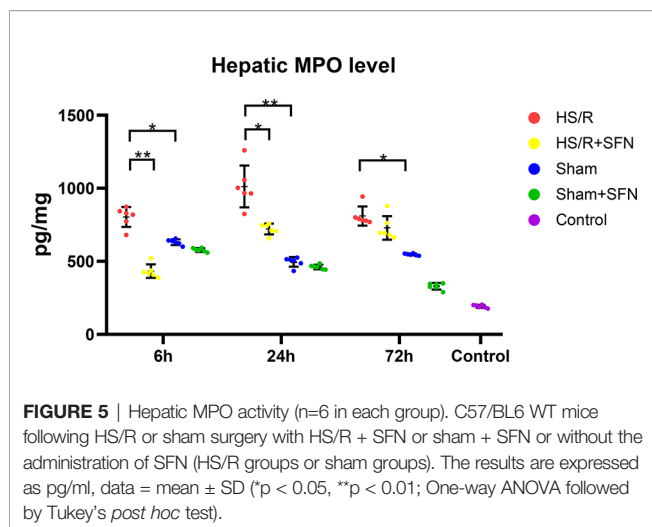 Hepatic MPO level
1500
1000
500
0
pg/mg
*
**
**
*
*
6h
24h
72h
Control
HS/R
HS/R+SFN
Sham
Sham+SFN
Control
FIGURE 5 | Hepatic MPO activity (n=6 in each group). C57/BL6 WT mice
following HS/R or sham surgery with HS/R + SFN or sham + SFN or without the
administration of SFN (HS/R groups or sham groups). The results are expressed
as pg/ml, data = mean ± SD (*p < 0.05, **p < 0.01; One-way ANOVA followed
by Tukey's post hoc test).